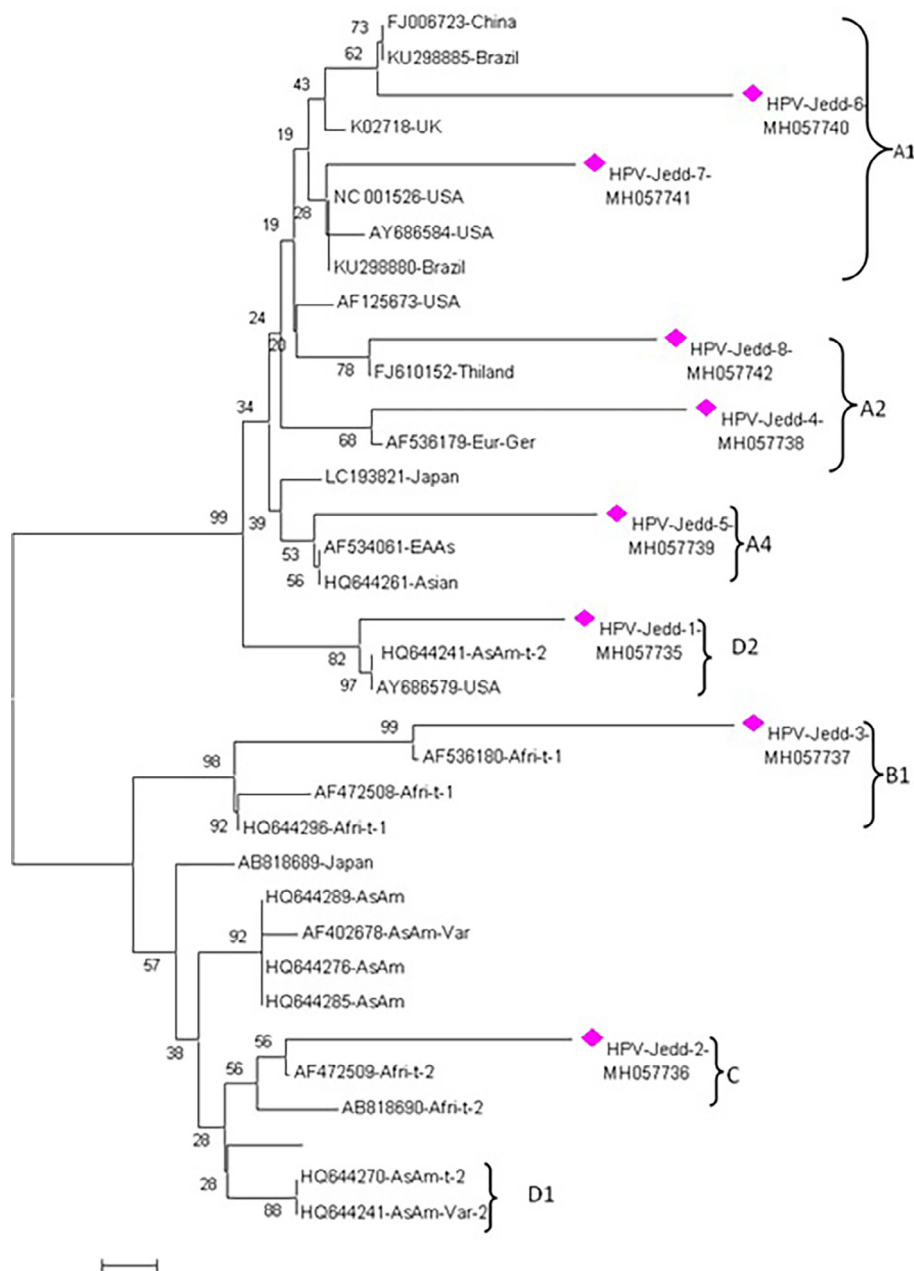 FJ006723-China
73
62
KU298885-Brazil
43
HPV-Jedd-6-
MH057740
K02718-UK
19
A1
HPV-Jedd-7-
MH057741
NC 001526-USA
28
19
AY686584-USA
KU298880-Brazil
AF125673-USA
24
20
HPV-Jedd-8-
MH057742
78
FJ610152-Thiland
34
A2
HPV-Jedd-4-
MH057738
68
AF536179-Eur-Ger
LC193821-Japan
99
39
HPV-Jedd-5-
MH057739
A4
53
AF534061-EAAs
56
HQ644261-Asian
HPV-Jedd-1-
MH057735
D2
82
HQ644241-AsAm-t-2
97
AY686579-USA
99
HPV-Jedd-3-
MH057737
98
AF536180-Afri-t-1
B1
AF472508-Afri-t-1
92
HQ644296-Afri-t-1
AB818689-Japan
HQ644289-AsAm
92
AF402678-AsAm-Var
57
HQ644276-AsAm
HQ644285-AsAm
56
HPV-Jedd-2-
MH057736
38
56
AF472509-Afri-t-2
C
AB818690-Afri-t-2
28
28
HQ644270-AsAm-t-2
D1
88
HQ644241-AsAm-Var-2